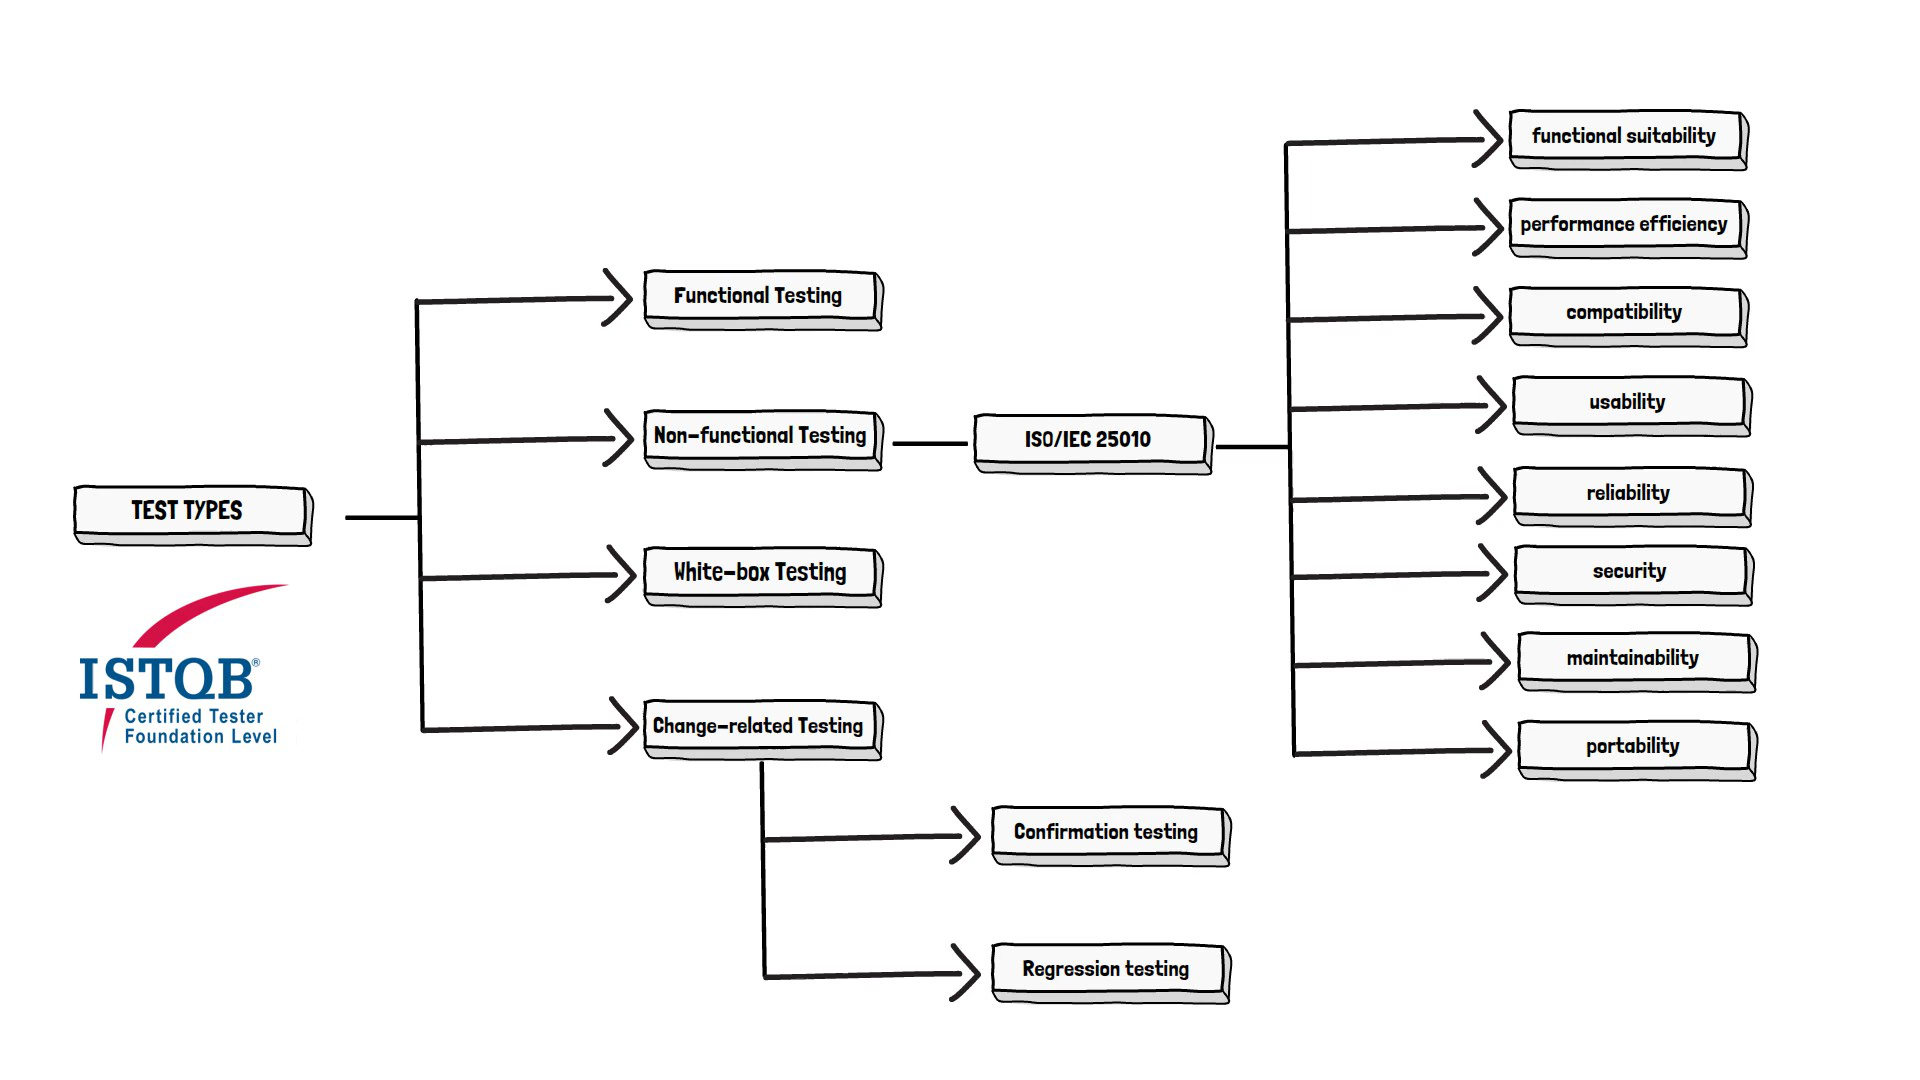 TEST TYPES
ISTQB®
Certified Tester
Foundation Level
Functional Testing
Non-functional Testing
White-box Testing
Change-related Testing
Confirmation testing
Regression testing
ISO/IEC 25010
functional suitability
performance efficiency
compatibility
usability
reliability
security
maintainability
portability